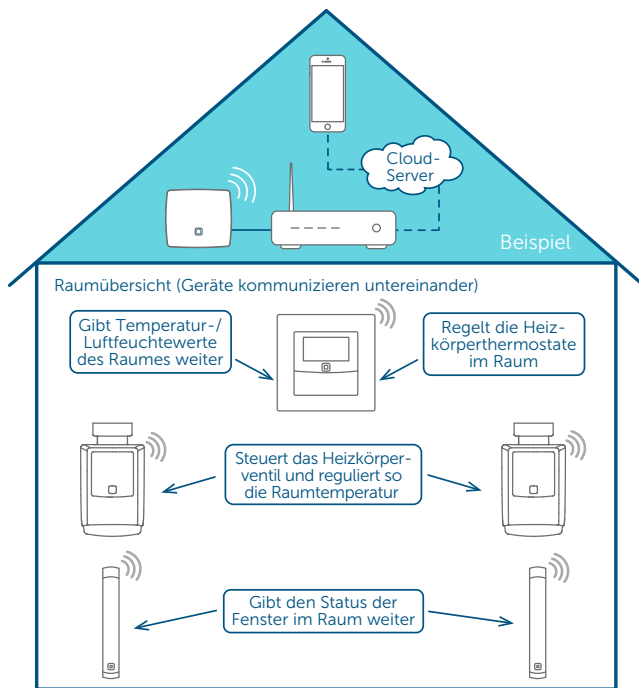 Cloud-
Server
Beispiel
Raumübersicht (Geräte kommunizieren untereinander)
Gibt Temperatur-/
Luftfeuchtewerte
des Raumes weiter
Regelt die Heiz-
körperthermostate
im Raum
Steuert das Heizkörper-
ventil und reguliert so
die Raumtemperatur
Gibt den Status der
Fenster im Raum weiter